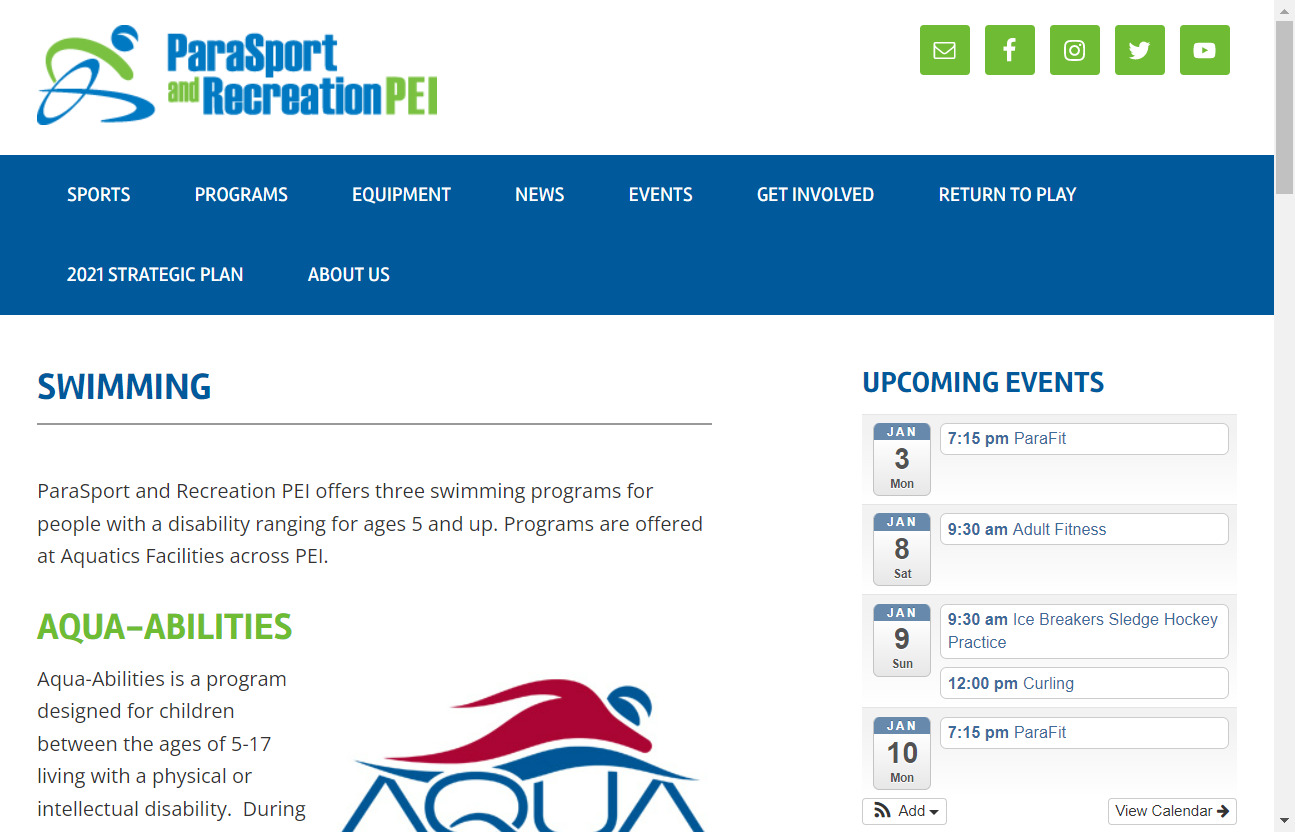 ParaSport
and Recreation PEI
SPORTS PROGRAMS EQUIPMENT NEWS EVENTS GET INVOLVED RETURN TO PLAY
2021 STRATEGIC PLAN ABOUT US
SWIMMING
ParaSport and Recreation PEI offers three swimming programs for
people with a disability ranging for ages 5 and up. Programs are offered
at Aquatics Facilities across PEI.
AQUA–ABILITIES
Aqua-Abilities is a program
designed for children
between the ages of 5-17
living with a physical or
intellectual disability.  During
AQUA
UPCOMING EVENTS
JAN
3
Mon
7:15 pm ParaFit
JAN
8
Sat
9:30 am Adult Fitness
JAN
9
Sun
9:30 am Ice Breakers Sledge Hockey
Practice
12:00 pm Curling
JAN
10
Mon
7:15 pm ParaFit
Add
View Calendar